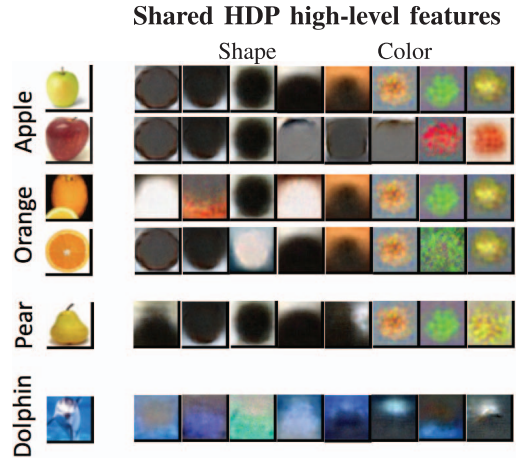 Shared HDP high-level features
Shape Color
Apple
Orange
Pear
Dolphin